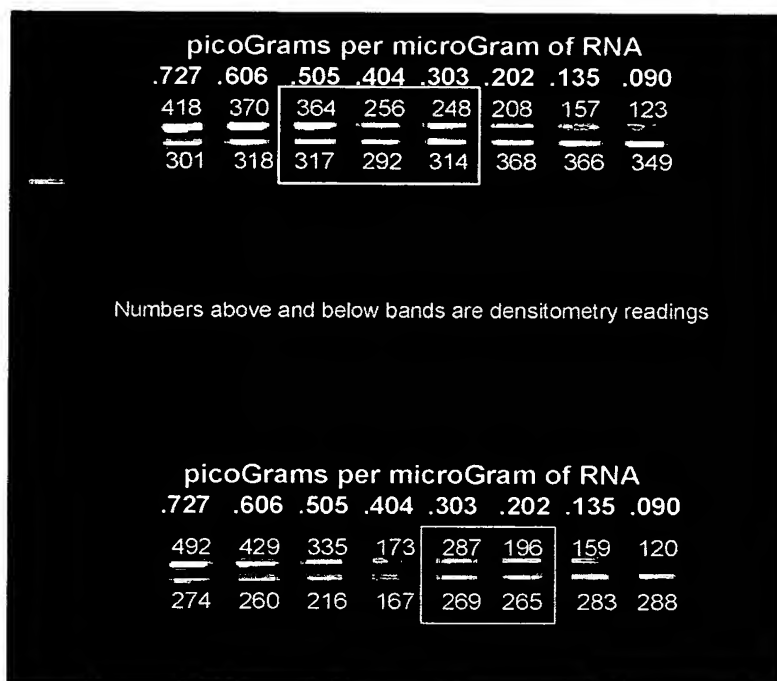 picoGrams per microGram of RNA
.727 .606 .505 .404 .303 .202 .135 .090
418 370 364 256 248 208 157 123
301 318 317 292 314 368 366 349
Numbers above and below bands are densitometry readings
picoGrams per microGram of RNA
.727 .606 .505 .404 .303 .202 .135 .090
492 429 335 173 287 196 159 120
274 260 216 167 269 265 283 288